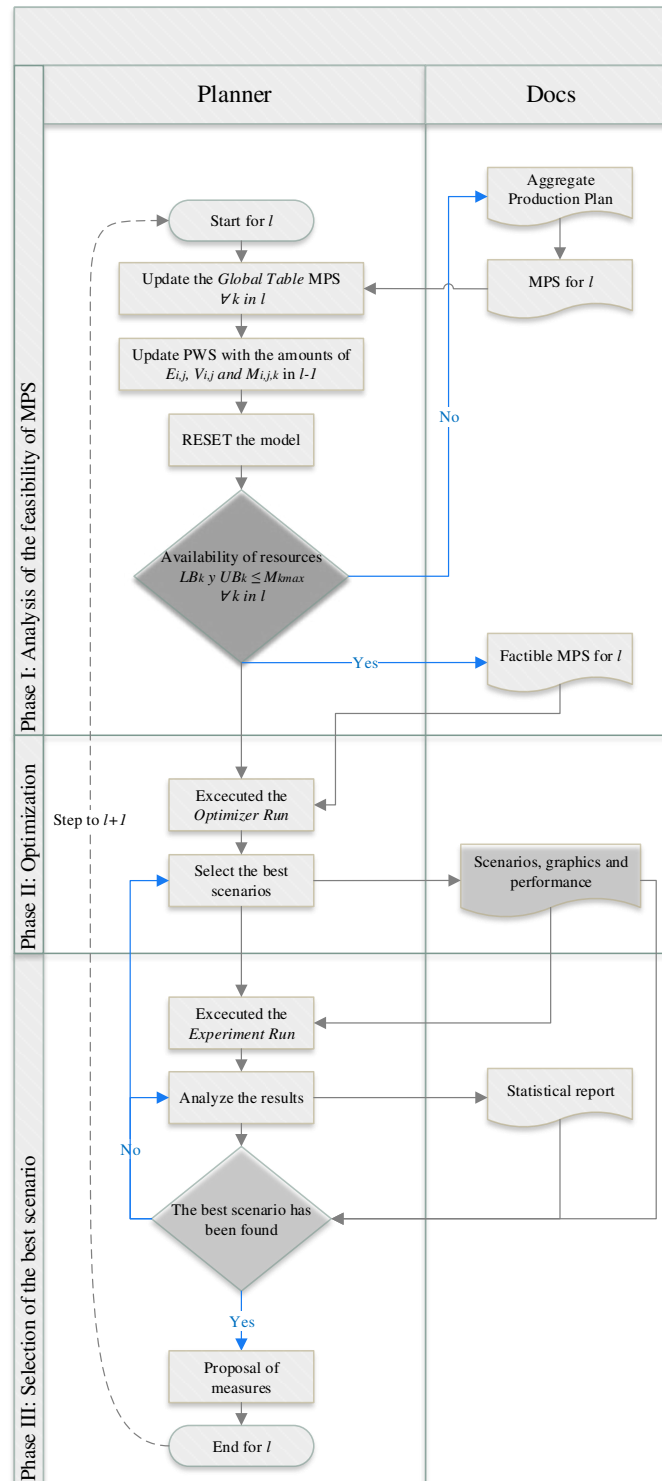 Planner
Docs
Phase I: Analysis of the feasibility of MPS
Aggregate
Production Plan
Start for l
Update the Global Table MPS
∀ k in l
MPS for l
Update PWS with the amounts of
Ei,j, Vi,j and Mi,j,k in l-1
No
RESET the model
Availability of resources
LBk y UBk ≤ Mkmax
∀ k in l
Yes
Factible MPS for l
Phase II: Optimization
Excecuted the
Optimizer Run
Step to l+1
Select the best
scenarios
Scenarios, graphics and
performance
Phase III: Selection of the best scenario
Excecuted the
Experiment Run
Analyze the results
Statistical report
No
The best scenario has
been found
Yes
Proposal of
measures
End for l